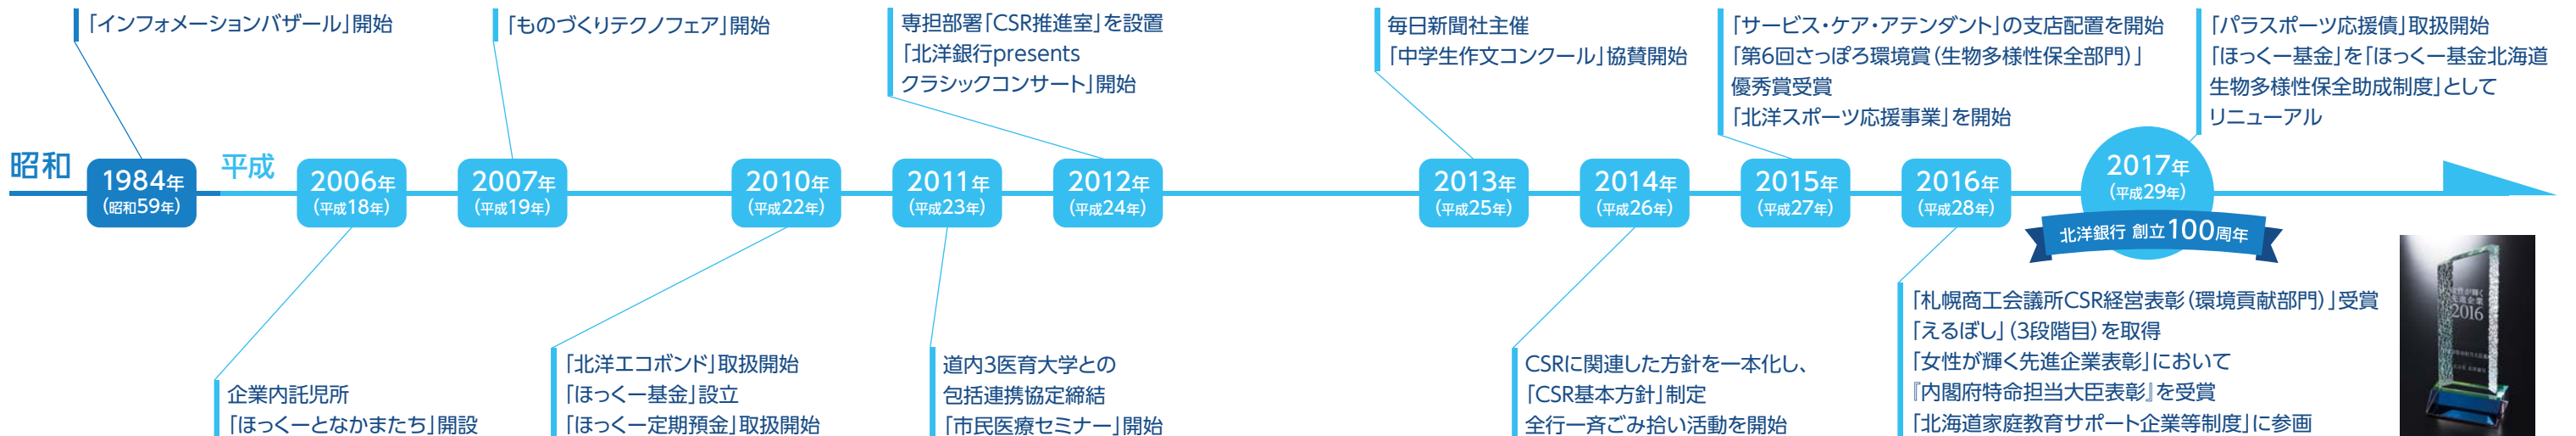 「インフォメーションバザール」開始
「ものづくりテクノフェア」開始
専担部署「CSR推進室」を設置
「北洋銀行presents
クラシックコンサート」開始
毎日新聞社主催
「中学生作文コンクール」協賛開始
「サービス・ケア・アテンダント」の支店配置を開始
「第6回さっぽろ環境賞（生物多様性保全部門）」
優秀賞受賞
「北洋スポーツ応援事業」を開始
「パラスポーツ応援債」取扱開始
「ほっくー基金」を「ほっくー基金北海道
生物多様性保全助成制度」として
リニューアル
昭和
1984年
（昭和59年）
平成
2006年
（平成18年）
2007年
（平成19年）
2010年
（平成22年）
2011年
（平成23年）
2012年
（平成24年）
2013年
（平成25年）
2014年
（平成26年）
2015年
（平成27年）
2016年
（平成28年）
2017年
（平成29年）
北洋銀行 創立100周年
企業内託児所
「ほっくーとなかまたち」開設
「北洋エコボンド」取扱開始
「ほっくー基金」設立
「ほっくー定期預金」取扱開始
道内3医育大学との
包括連携協定締結
「市民医療セミナー」開始
CSRに関連した方針を一本化し、
「CSR基本方針」制定
全行一斉ごみ拾い活動を開始
「札幌商工会議所CSR経営表彰（環境貢献部門）」受賞
「えるぼし」（3段階目）を取得
「女性が輝く先進企業表彰」において
『内閣府特命担当大臣表彰』を受賞
「北海道家庭教育サポート企業等制度」に参画
女性が輝く
先進企業
2016